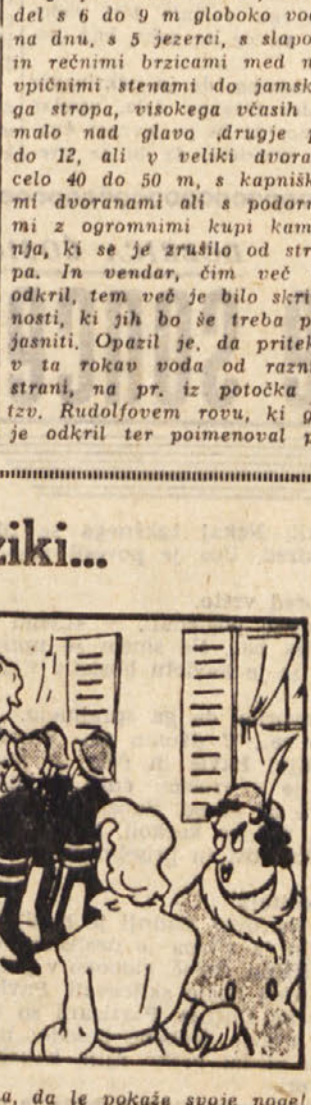 del s 6 do 9 m globoko vo
na dnu, s 5 jezerci, s slapo
in rečnimi brzicami med n
vpičnimi stenami do jamsk
ga stropa, visokega včasih
malo nad glavo ,drugje p
do 12, ali v veliki dvora
celo 40 do 50 m, s kapnišk
mi dvoranami ali s podorn
mi z ogromnimi kupi kam
nja, ki se je zrušilo od str
pa. In vendar, čim več
odkril, tem več je bilo skri
nosti, ki jih bo še treba p
jasniti. Opazil je, da pritek
v ta rokav voda od razni
strani, na pr. iz potočka
tzv. Rudolfovem rovu, ki g
je odkril ter poimenoval p
ziki...
a, da le pokaže svoje noge!